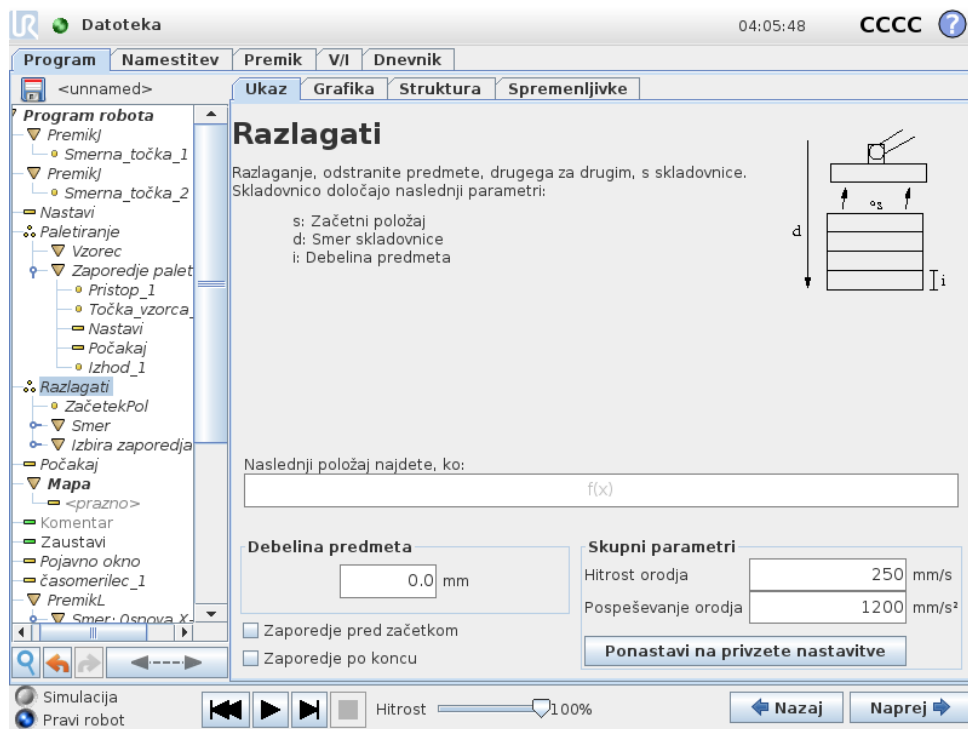 UR Datoteka 04:05:48 CCCC ?
Program Namestitev Premik V/I Dnevnik
<unnamed>
Ukaz Grafika Struktura Spremenljivke
Program robota
PremikJ
Smerna_točka_1
PremikJ
Smerna_točka_2
Nastavi
Paletiranje
Vzorec
Zaporedje palet
Pristop_1
Točka_vzorca_
Nastavi
Počakaj
Izhod_1
Razlagati
ZačetekPol
Smer
Izbira zaporedja
Počakaj
Mapa
<prazno>
Komentar
Zaustavi
Pojavno okno
časomerilec_1
PremikL
Smer: Osnova X-
Razlagati
Razlaganje, odstranite predmete, drugega za drugim, s skladovnice.
Skladovnico določajo naslednji parametri:
s: Začetni položaj
d: Smer skladovnice
i: Debelina predmeta
s
d
i
Naslednji položaj najdete, ko:
f(x)
Debelina predmeta
0.0 mm
Zaporedje pred začetkom
Zaporedje po koncu
Skupni parametri
Hitrost orodja 250 mm/s
Pospeševanje orodja 1200 mm/s²
Ponastavi na privzete nastavitve
Simulacija
Pravi robot
Hitrost 100%
Nazaj Naprej